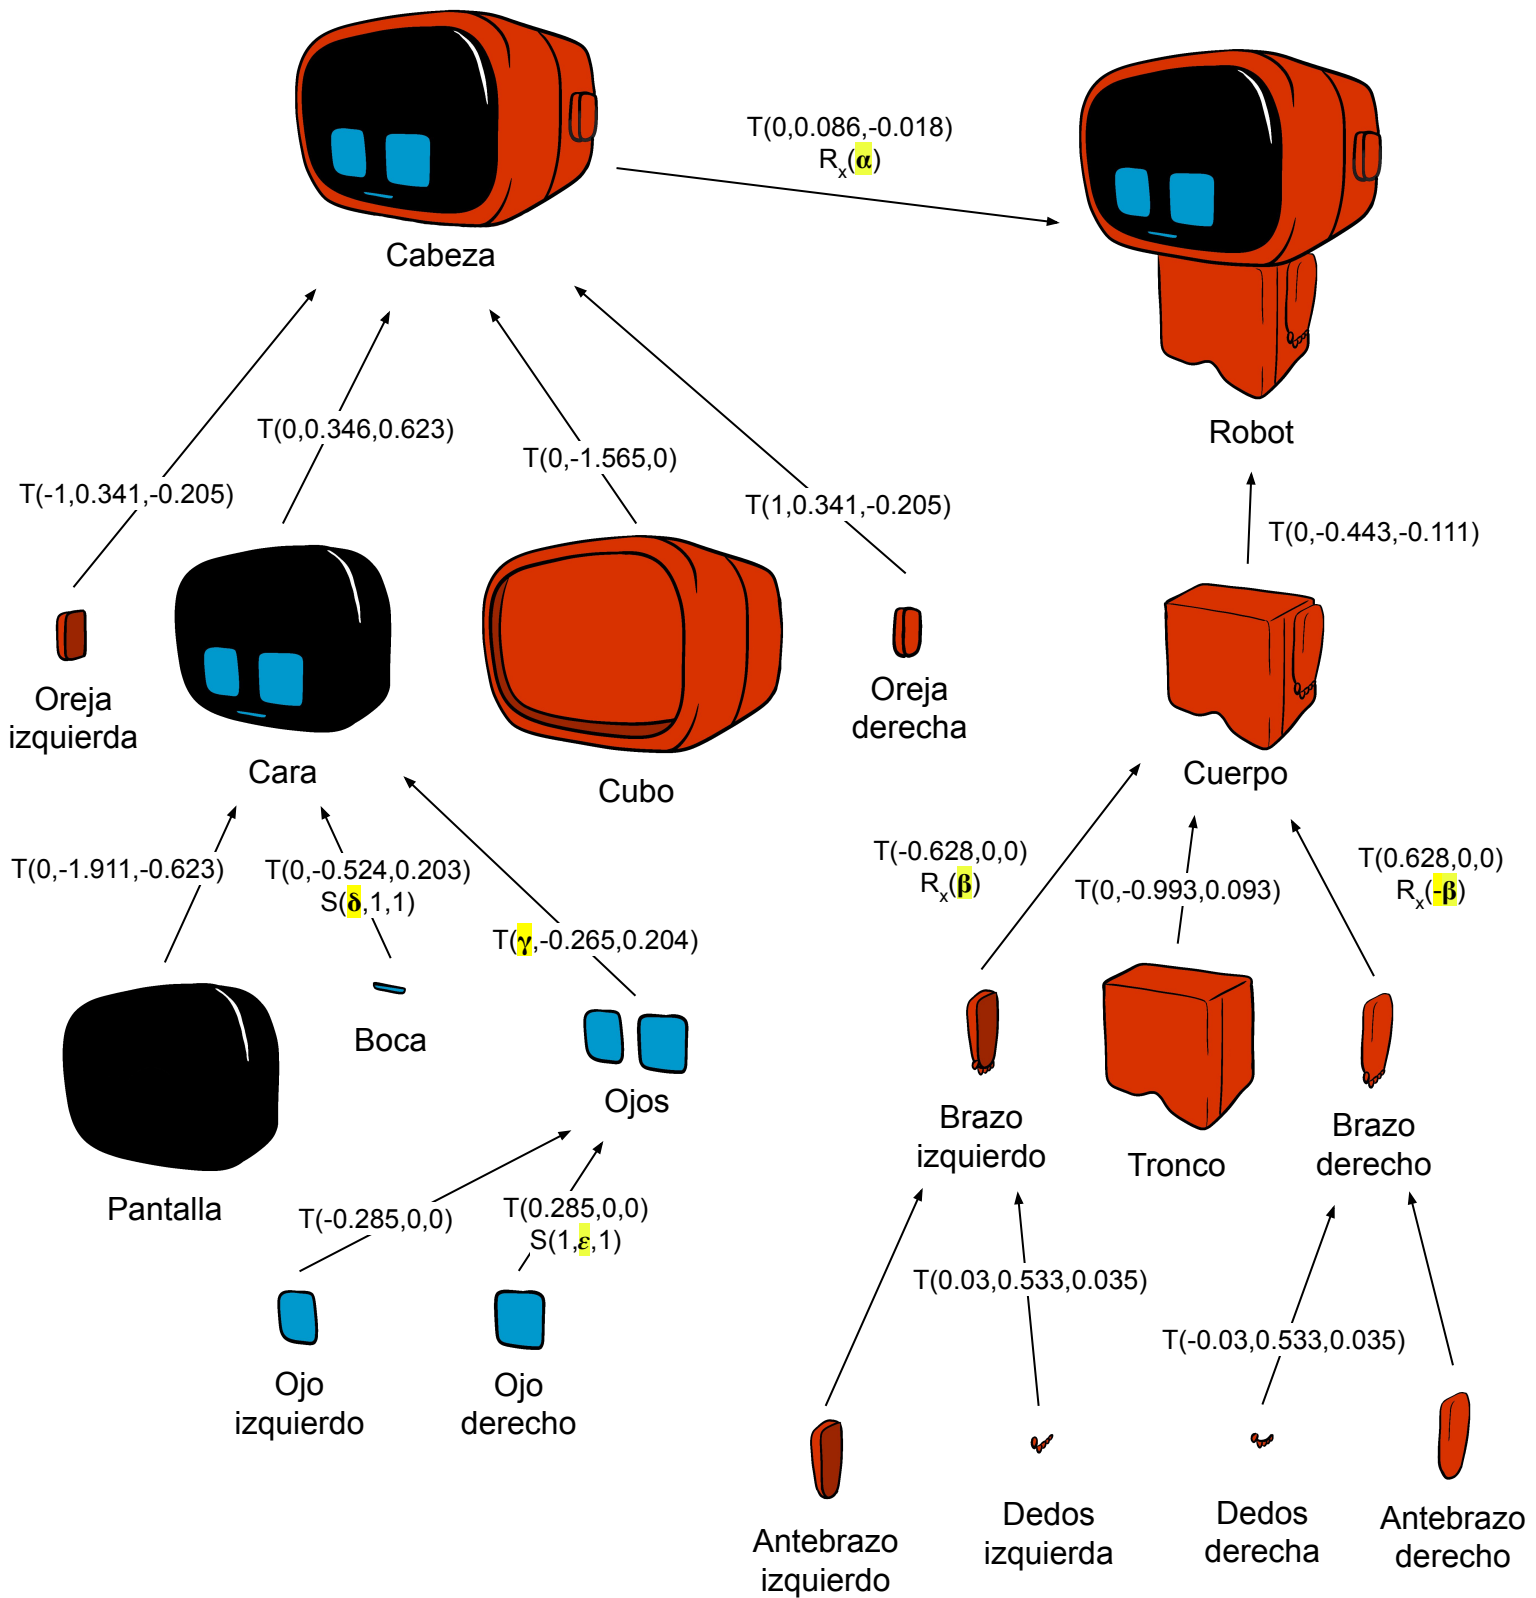 T(0,0.086,-0.018)
Rx(α)
Cabeza
Robot
T(0,0.346,0.623)
T(0,-1.565,0)
T(-1,0.341,-0.205)
T(1,0.341,-0.205)
T(0,-0.443,-0.111)
Oreja
izquierda
Cara
Cubo
Oreja
derecha
Cuerpo
T(0,-1.911,-0.623)
T(0,-0.524,0.203)
S(δ,1,1)
T(γ,-0.265,0.204)
T(-0.628,0,0)
Rx(β)
T(0,-0.993,0.093)
T(0.628,0,0)
Rx(-β)
Boca
Ojos
Pantalla
Brazo
izquierdo
Tronco
Brazo
derecho
T(-0.285,0,0)
T(0.285,0,0)
S(1,ε,1)
T(0.03,0.533,0.035)
T(-0.03,0.533,0.035)
Ojo
izquierdo
Ojo
derecho
Antebrazo
izquierdo
Dedos
izquierda
Dedos
derecha
Antebrazo
derecho